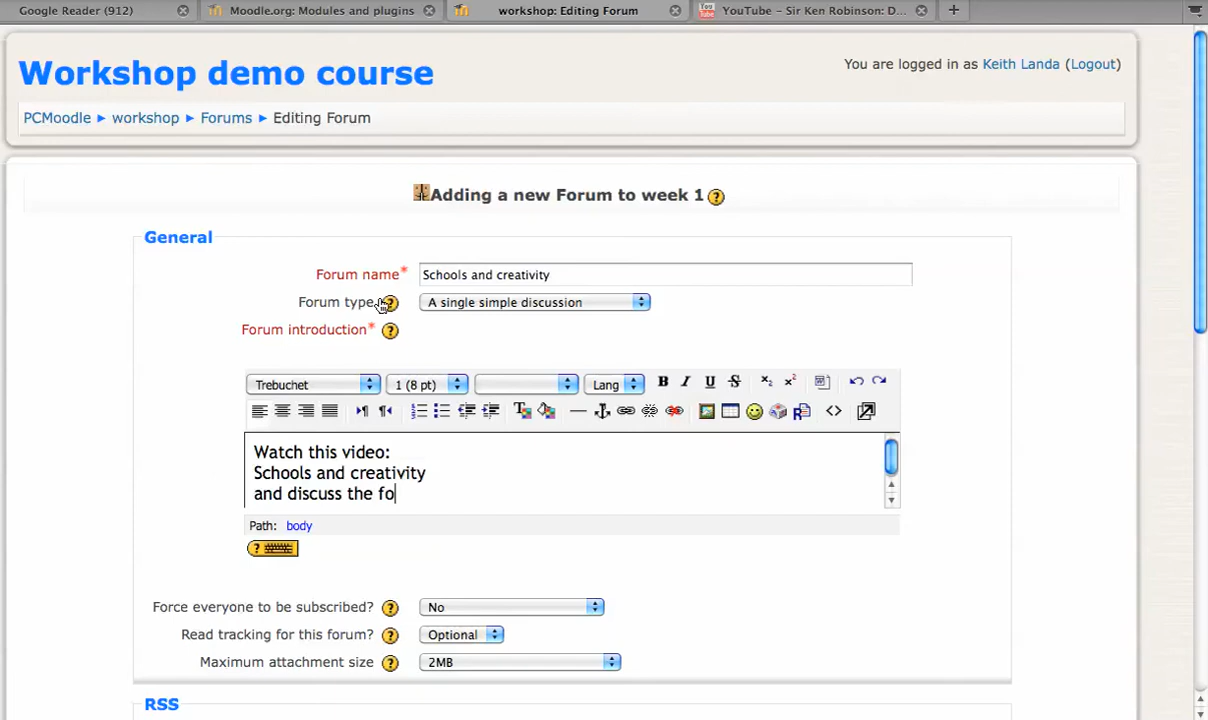 Google Reader (912)
Moodle.org: Modules and plugins
workshop: Editing Forum
YouTube - Sir Ken Robinson: D...
Workshop demo course
You are logged in as Keith Landa (Logout)
PCMoodle ► workshop ► Forums ► Editing Forum
Adding a new Forum to week 1
General
Forum name* Schools and creativity
Forum type A single simple discussion
Forum introduction*
Trebuchet 1 (8 pt) Lang B I U S
Watch this video:
Schools and creativity
and discuss the fo
Path: body
Force everyone to be subscribed? No
Read tracking for this forum? Optional
Maximum attachment size 2MB
RSS